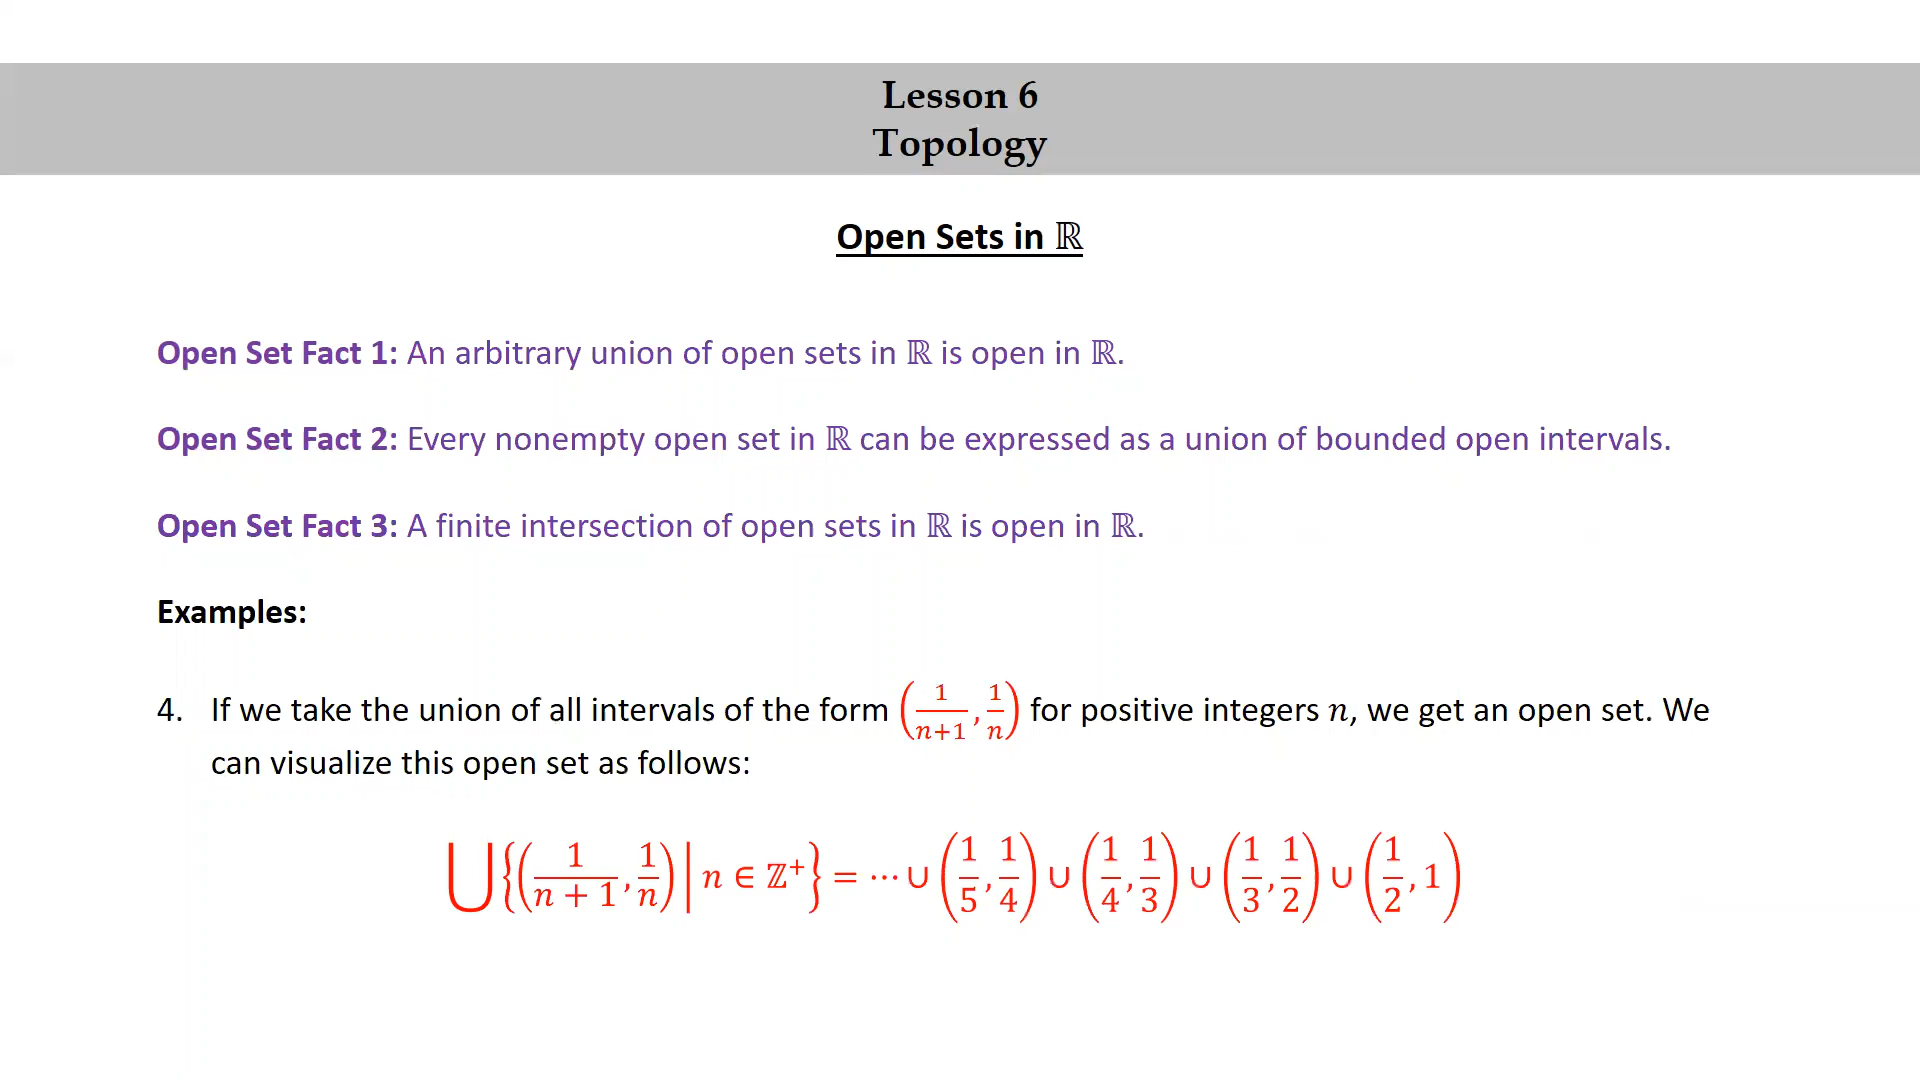 Lesson 6
Topology
Open Sets in ℝ
Open Set Fact 1: An arbitrary union of open sets in ℝ is open in ℝ.
Open Set Fact 2: Every nonempty open set in ℝ can be expressed as a union of bounded open intervals.
Open Set Fact 3: A finite intersection of open sets in ℝ is open in ℝ.
Examples:
4. If we take the union of all intervals of the form (1/(n+1), 1/n) for positive integers n, we get an open set. We
can visualize this open set as follows:
⋃{(1/(n + 1), 1/n) | n ∈ ℤ⁺} = ⋯ ∪ (1/5, 1/4) ∪ (1/4, 1/3) ∪ (1/3, 1/2) ∪ (1/2, 1)